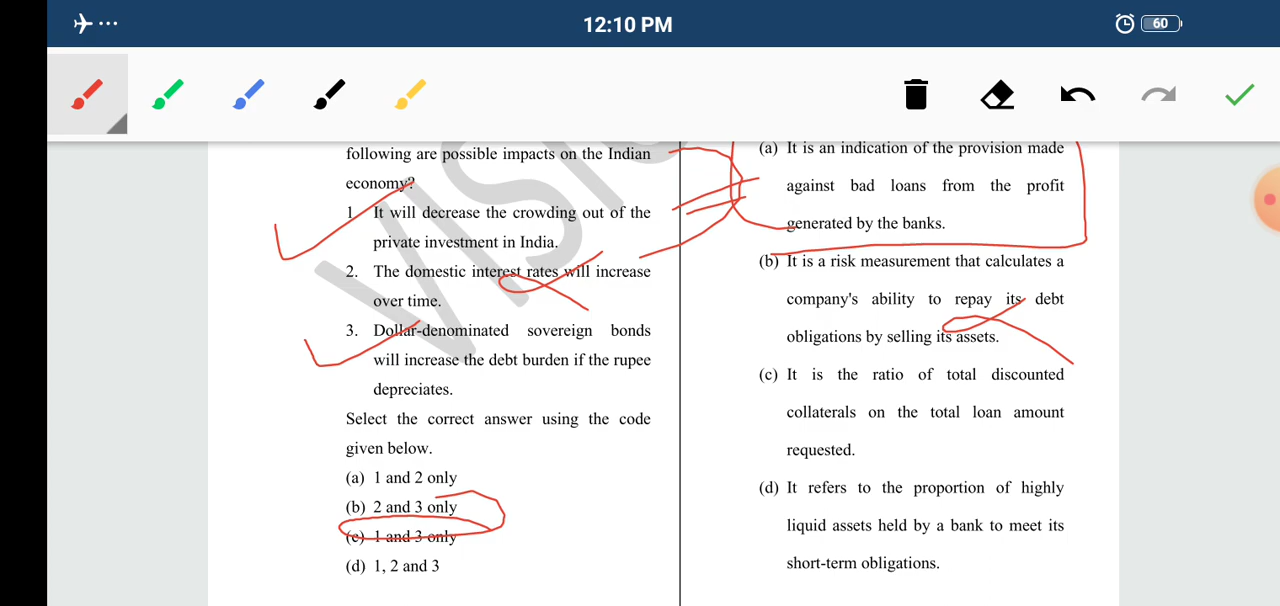 12:10 PM
60
following are possible impacts on the Indian
economy?
1. It will decrease the crowding out of the
private investment in India.
2. The domestic interest rates will increase
over time.
3. Dollar-denominated sovereign bonds
will increase the debt burden if the rupee
depreciates.
Select the correct answer using the code
given below.
(a) 1 and 2 only
(b) 2 and 3 only
(c) 1 and 3 only
(d) 1, 2 and 3
(a) It is an indication of the provision made
against bad loans from the profit
generated by the banks.
(b) It is a risk measurement that calculates a
company's ability to repay its debt
obligations by selling its assets.
(c) It is the ratio of total discounted
collaterals on the total loan amount
requested.
(d) It refers to the proportion of highly
liquid assets held by a bank to meet its
short-term obligations.